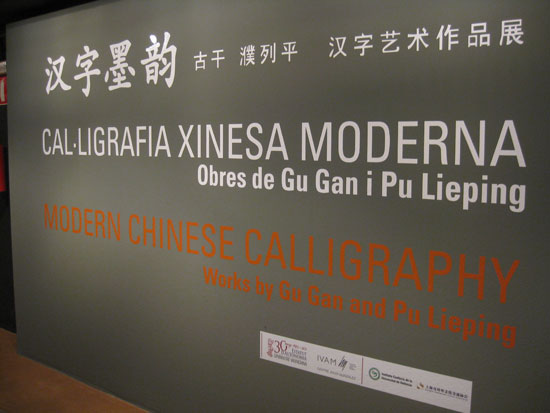 汉字墨韵 古干 濮列平 汉字艺术作品展
CAL·LIGRAFIA XINESA MODERNA
Obres de Gu Gan i Pu Lieping
MODERN CHINESE CALLIGRAPHY
Works by Gu Gan and Pu Lieping
30 IVAM